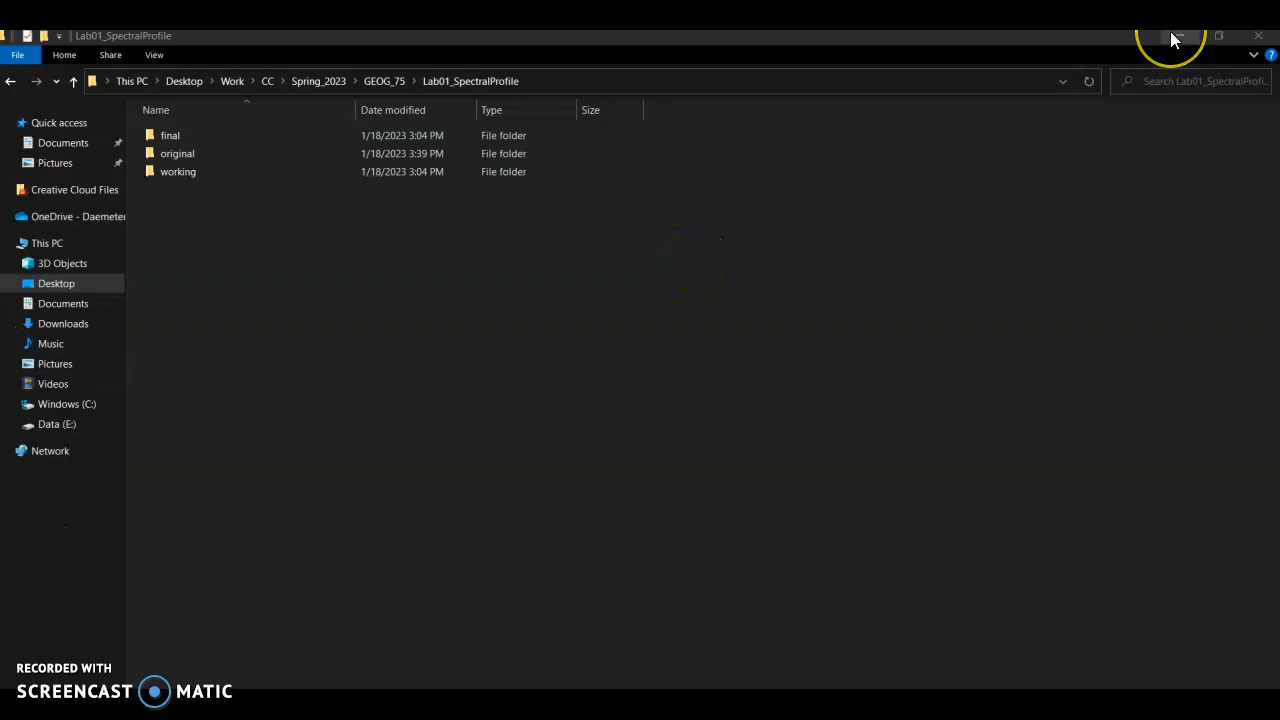 Lab01_SpectralProfile
File Home Share View
This PC Desktop Work CC Spring_2023 GEOG_75 Lab01_SpectralProfile Search Lab01_SpectralProfi...
Name Date modified Type Size
final 1/18/2023 3:04 PM File folder
original 1/18/2023 3:39 PM File folder
working 1/18/2023 3:04 PM File folder
Quick access
Documents
Pictures
Creative Cloud Files
OneDrive - Daemeter
This PC
3D Objects
Desktop
Documents
Downloads
Music
Pictures
Videos
Windows (C:)
Data (E:)
Network
RECORDED WITH
SCREENCAST MATIC